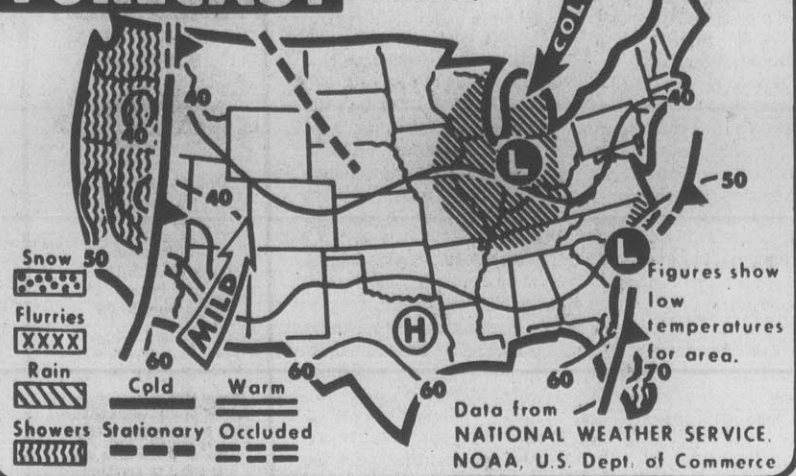 FORECAST
COL
40
40
40
40
L
50
50
L
MILD
H
60
60
60
60
70
Snow
Flurries
XXXX
Rain
Showers
Cold
Warm
Stationary
Occluded
Figures show
low
temperatures
for area.
Data from
NATIONAL WEATHER SERVICE,
NOAA, U.S. Dept. of Commerce